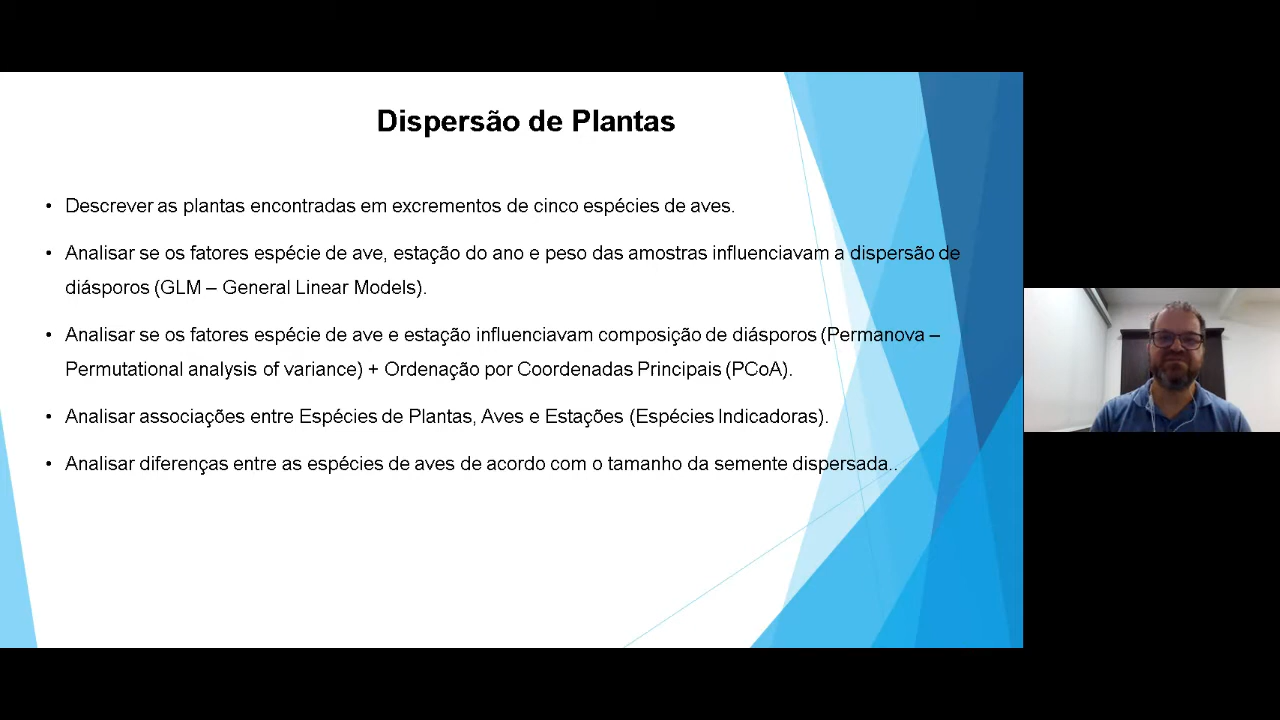 Dispersão de Plantas
• Descrever as plantas encontradas em excrementos de cinco espécies de aves.
• Analisar se os fatores espécie de ave, estação do ano e peso das amostras influenciavam a dispersão de
diásporos (GLM – General Linear Models).
• Analisar se os fatores espécie de ave e estação influenciavam composição de diásporos (Permanova –
Permutational analysis of variance) + Ordenação por Coordenadas Principais (PCoA).
• Analisar associações entre Espécies de Plantas, Aves e Estações (Espécies Indicadoras).
• Analisar diferenças entre as espécies de aves de acordo com o tamanho da semente dispersada..